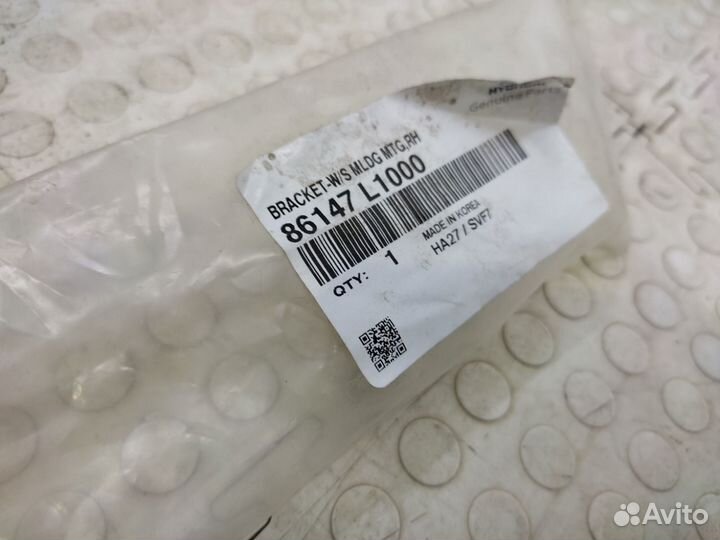 Genuine Parts
BRACKET-W/S MLDG MTG,RH
86147 L1000
QTY: 1
MADE IN KOREA
HA27 / SVF7
Avito